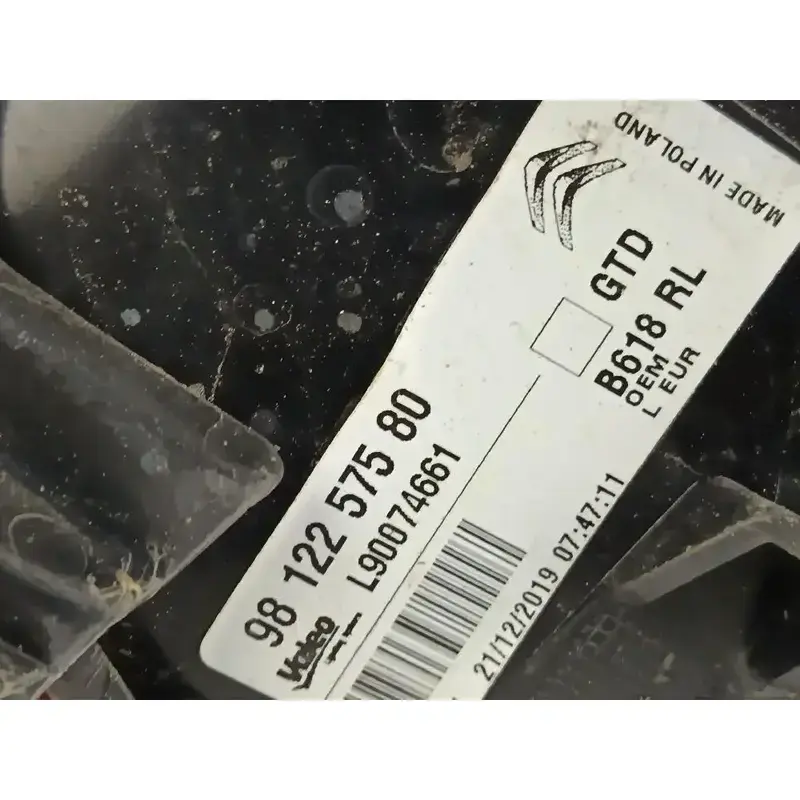 MADE IN POLAND
GTD
B618 RL
OEM
L EUR
98 122 575 80
L90074661
Valeo
21/12/2019 07:47:11